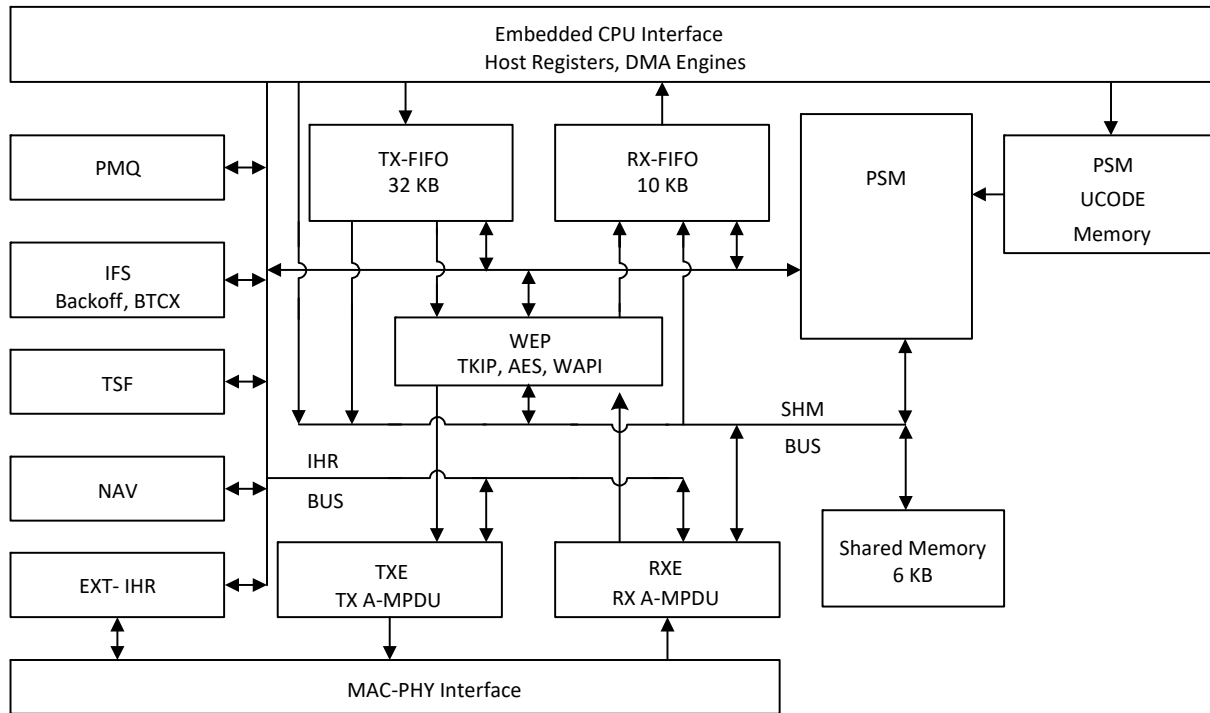 Embedded CPU Interface
Host Registers, DMA Engines
PMQ
TX-FIFO
32 KB
RX-FIFO
10 KB
PSM
PSM
UCODE
Memory
IFS
Backoff, BTCX
WEP
TKIP, AES, WAPI
TSF
SHM
BUS
IHR
BUS
NAV
Shared Memory
6 KB
EXT- IHR
TXE
TX A-MPDU
RXE
RX A-MPDU
MAC-PHY Interface